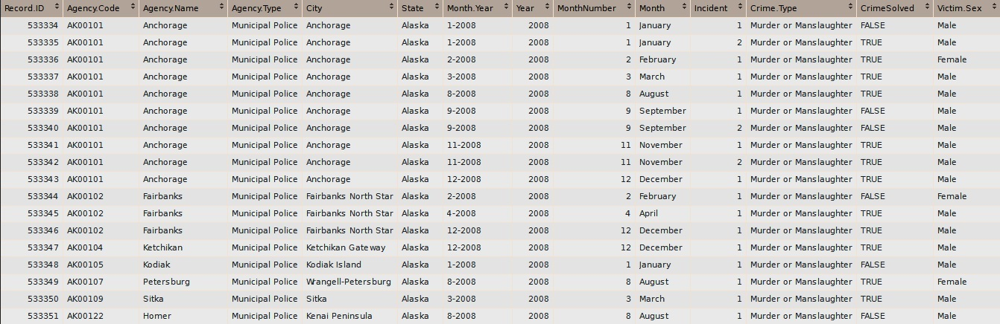 Record.ID Agency.Code Agency.Name Agency.Type City State Month.Year Year MonthNumber Month Incident Crime.Type CrimeSolved Victim.Sex
533334 AK00101 Anchorage Municipal Police Anchorage Alaska 1-2008 2008 1 January 1 Murder or Manslaughter FALSE Male
533335 AK00101 Anchorage Municipal Police Anchorage Alaska 1-2008 2008 1 January 2 Murder or Manslaughter TRUE Male
533336 AK00101 Anchorage Municipal Police Anchorage Alaska 2-2008 2008 2 February 1 Murder or Manslaughter TRUE Female
533337 AK00101 Anchorage Municipal Police Anchorage Alaska 3-2008 2008 3 March 1 Murder or Manslaughter TRUE Male
533338 AK00101 Anchorage Municipal Police Anchorage Alaska 8-2008 2008 8 August 1 Murder or Manslaughter TRUE Male
533339 AK00101 Anchorage Municipal Police Anchorage Alaska 9-2008 2008 9 September 1 Murder or Manslaughter FALSE Male
533340 AK00101 Anchorage Municipal Police Anchorage Alaska 9-2008 2008 9 September 2 Murder or Manslaughter FALSE Male
533341 AK00101 Anchorage Municipal Police Anchorage Alaska 11-2008 2008 11 November 1 Murder or Manslaughter TRUE Male
533342 AK00101 Anchorage Municipal Police Anchorage Alaska 11-2008 2008 11 November 2 Murder or Manslaughter TRUE Male
533343 AK00101 Anchorage Municipal Police Anchorage Alaska 12-2008 2008 12 December 1 Murder or Manslaughter TRUE Male
533344 AK00102 Fairbanks Municipal Police Fairbanks North Star Alaska 2-2008 2008 2 February 1 Murder or Manslaughter FALSE Female
533345 AK00102 Fairbanks Municipal Police Fairbanks North Star Alaska 4-2008 2008 4 April 1 Murder or Manslaughter TRUE Male
533346 AK00102 Fairbanks Municipal Police Fairbanks North Star Alaska 12-2008 2008 12 December 1 Murder or Manslaughter TRUE Male
533347 AK00104 Ketchikan Municipal Police Ketchikan Gateway Alaska 12-2008 2008 12 December 1 Murder or Manslaughter TRUE Male
533348 AK00105 Kodiak Municipal Police Kodiak Island Alaska 1-2008 2008 1 January 1 Murder or Manslaughter FALSE Male
533349 AK00107 Petersburg Municipal Police Wrangell-Petersburg Alaska 8-2008 2008 8 August 1 Murder or Manslaughter TRUE Female
533350 AK00109 Sitka Municipal Police Sitka Alaska 3-2008 2008 3 March 1 Murder or Manslaughter TRUE Male
533351 AK00122 Homer Municipal Police Kenai Peninsula Alaska 8-2008 2008 8 August 1 Murder or Manslaughter FALSE Male